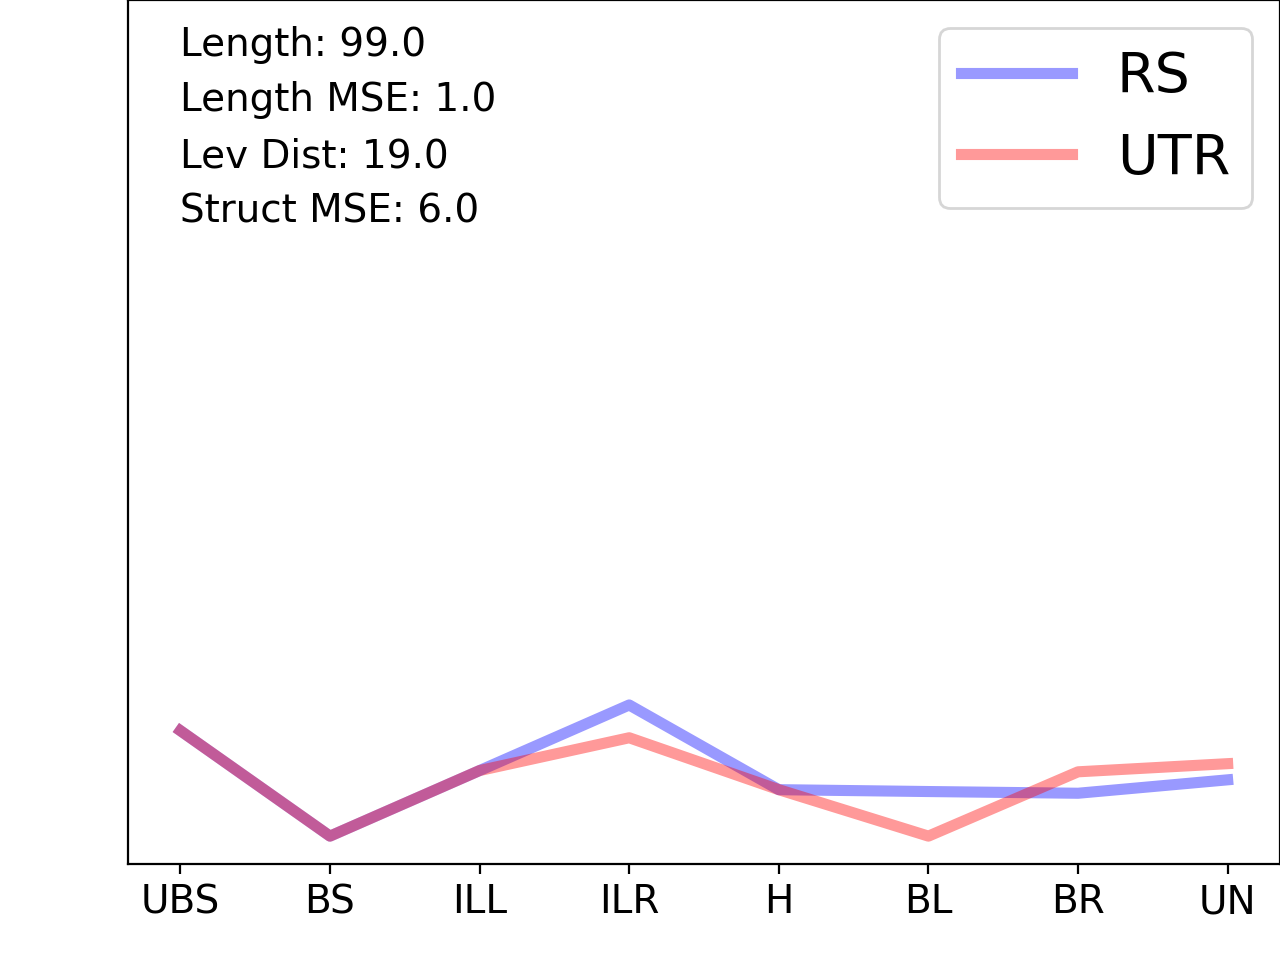 Length: 99.0
Length MSE: 1.0
Lev Dist: 19.0
Struct MSE: 6.0
RS
UTR
UBS BS ILL ILR H BL BR UN